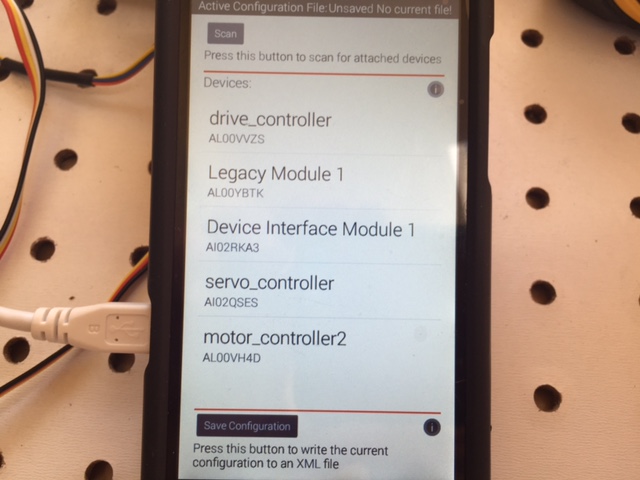 Active Configuration File:Unsaved No current file!
Scan
Press this button to scan for attached devices
Devices:
drive_controller
AL00VVZS
Legacy Module 1
AL00YBTK
Device Interface Module 1
AI02RKA3
servo_controller
AI02QSES
motor_controller2
AL00VH4D
Save Configuration
Press this button to write the current
configuration to an XML file